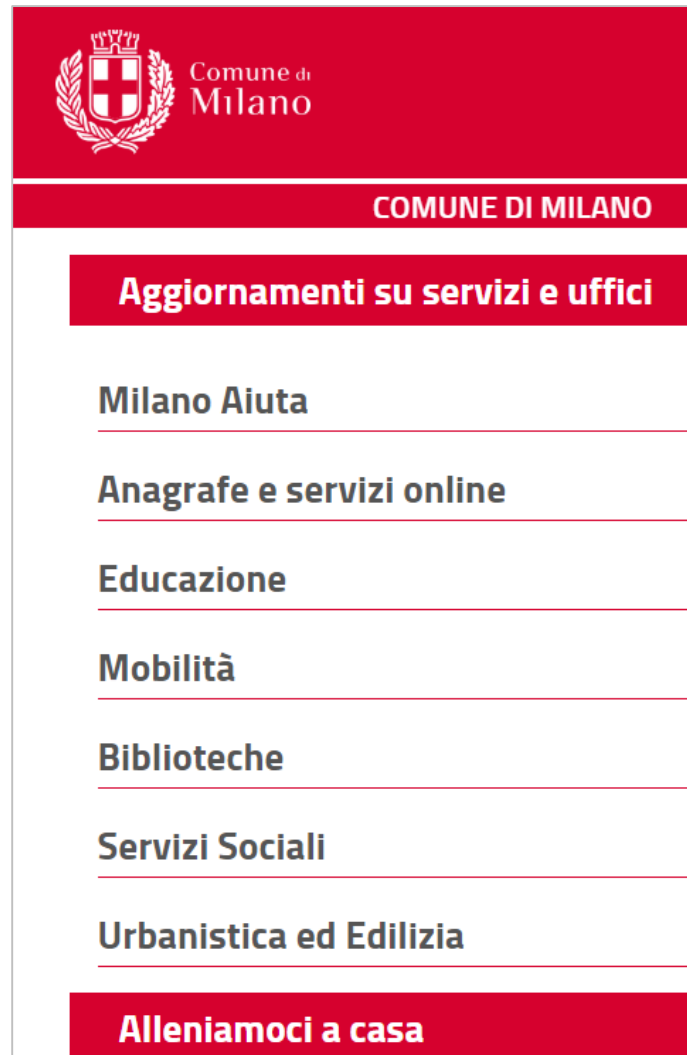 Comune di
Milano
COMUNE DI MILANO
Aggiornamenti su servizi e uffici
Milano Aiuta
Anagrafe e servizi online
Educazione
Mobilità
Biblioteche
Servizi Sociali
Urbanistica ed Edilizia
Alleniamoci a casa